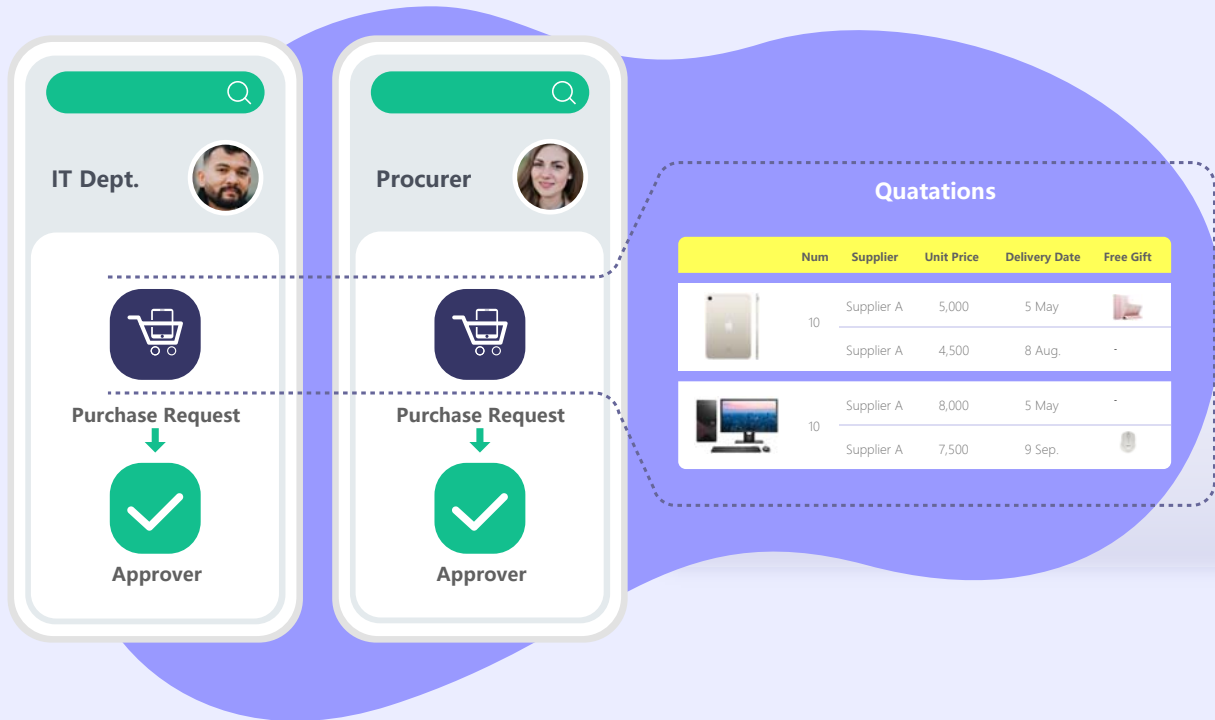 IT Dept.
Purchase Request
Approver
Procurer
Purchase Request
Approver
Quatations
Num Supplier Unit Price Delivery Date Free Gift
10
Supplier A 5,000 5 May
Supplier A 4,500 8 Aug. -
10
Supplier A 8,000 5 May -
Supplier A 7,500 9 Sep.